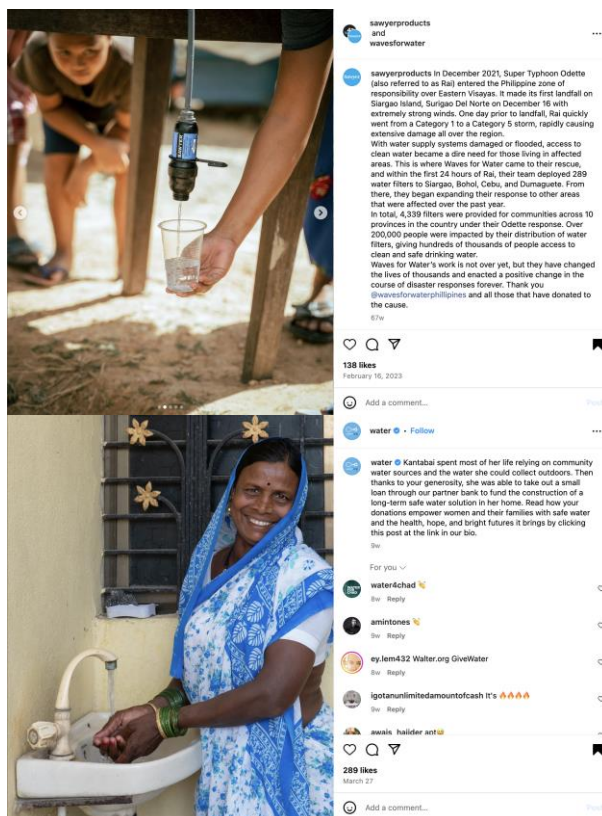 sawyerproducts
and
wavesforwater
sawyerproducts In December 2021, Super Typhoon Odette
(also referred to as Rai) entered the Philippine zone of
responsibility over Eastern Visayas. It made its first landfall on
Siargao Island, Surigao Del Norte on December 16 with
extremely strong winds. One day prior to landfall, Rai quickly
went from a Category 1 to a Category 5 storm, rapidly causing
extensive damage all over the region.
With water supply systems damaged or flooded, access to
clean water became a dire need for those living in affected
areas. This is where Waves for Water came to their rescue,
and within the first 24 hours of Rai, their team deployed 289
water filters to Siargao, Bohol, Cebu, and Dumaguete. From
there, they began expanding their response to other areas
that were affected over the past year.
In total, 4,339 filters were provided for communities across 10
provinces in the country under their Odette response. Over
200,000 people were impacted by their distribution of water
filters, giving hundreds of thousands of people access to
clean and safe drinking water.
Waves for Water's work is not over yet, but they have changed
the lives of thousands and enacted a positive change in the
course of disaster responses forever. Thank you
@wavesforwaterphillipines and all those that have donated to
the cause.
67w
138 likes
February 16, 2023
Add a comment...
Post
SAWYER
water • Follow
water Kantabai spent most of her life relying on community
water sources and the water she could collect outdoors. Then
thanks to your generosity, she was able to take out a small
loan through our partner bank to fund the construction of a
long-term safe water solution in her home. Read how your
donations empower women and their families with safe water
and the health, hope, and bright futures it brings by clicking
this post at the link in our bio.
9w
For you
water4chad
8w Reply
amintones
9w Reply
ey.lem432 Walter.org GiveWater
8w Reply
igotanunlimitedamountofcash It's 🔥🔥🔥🔥
9w Reply
289 likes
March 27
Add a comment...
Post